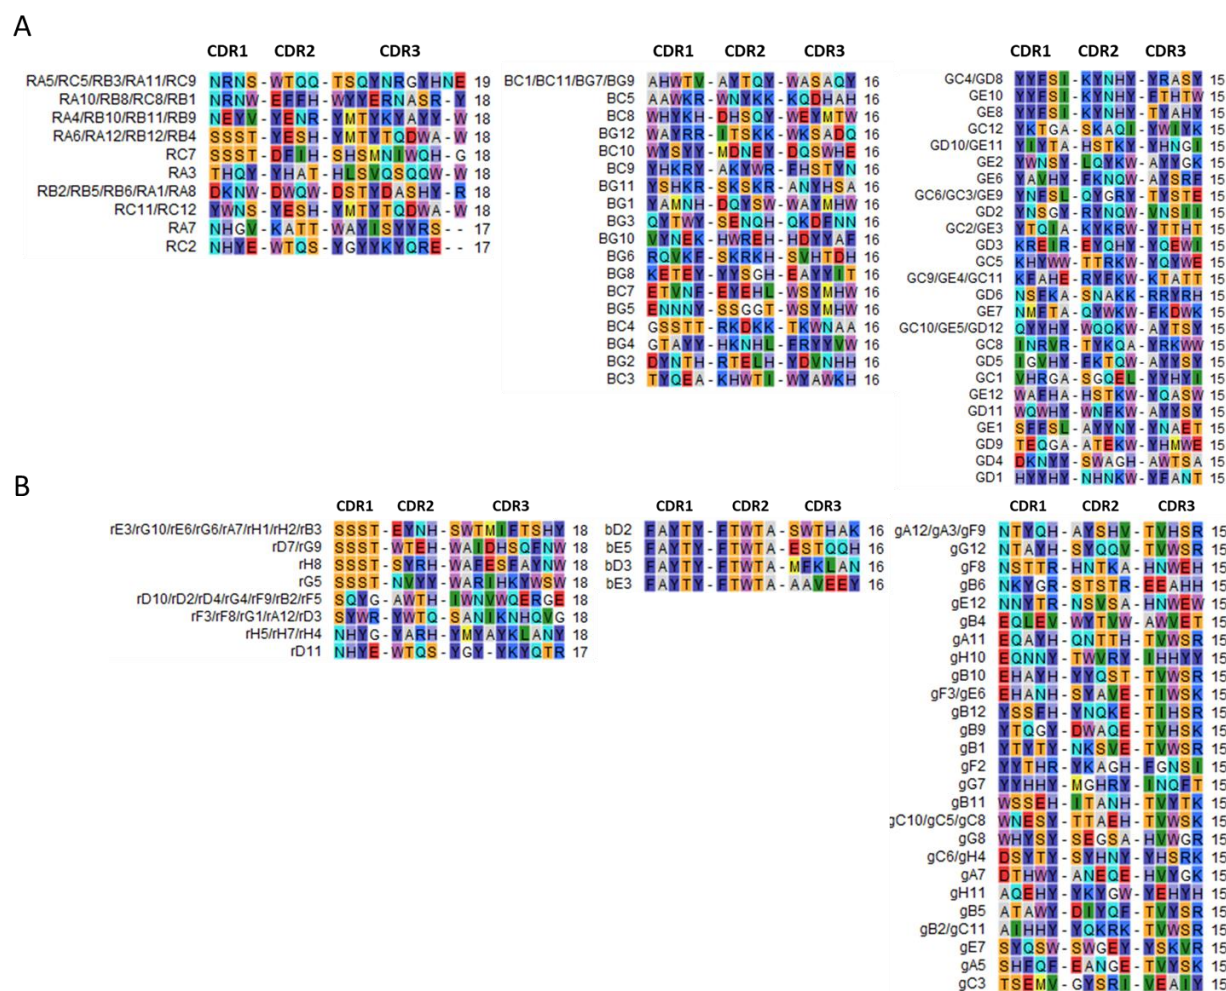 A
CDR1 CDR2 CDR3
RA5/RC5/RB3/RA11/RC9 NRNS-WTQQ-TSQYNRGYHNE 19
RA10/RB8/RC8/RB1 NRNW-EFFH-WYYERNASR-Y 18
RA4/RB10/RB11/RB9 NEYV-YENR-YMTYKYAYY-W 18
RA6/RA12/RB12/RB4 SSST-YESH-YMTYTQDWA-W 18
RC7 SSST-DFIH-SHSMNIWQH-G 18
RA3 THQY-YHAT-HLSVQSQQW-Y 18
RB2/RB5/RB6/RA1/RA8 DKNW-DWQW-DSTYDASHY-R 18
RC11/RC12 YWNS-YESH-YMTYTQDWA-W 18
RA7 NHGV-KATT-WAYISYYRS-- 17
RC2 NHYE-WTQS-YGYYKYQRE-- 17
CDR1 CDR2 CDR3
BC1/BC11/BG7/BG9 AHWTV-AYTQY-WASAQY 16
BC5 AAWKR-WNYKK-KQDHAH 16
BC8 WYKHH-DHSQY-WEYMTW 16
BG12 WAYRR-ITSKK-WKSADQ 16
BC10 WYSYY-MDNEY-DQSWHE 16
BC9 YHKRY-AKYWR-FHSTYN 16
BG11 YSHKR-SKSKR-ANYHSA 16
BG1 YAMNH-DQYSW-WAYMHW 16
BG3 QYTWY-SENQH-QKDFNN 16
BG10 VYNEK-HWREH-HDYYAF 16
BG6 RQVKF-SKRKH-SVHTDH 16
BG8 KETEY-YYSGH-EAYYIT 16
BC7 ETVNF-EYEHL-WSYMHW 16
BG5 ENNNY-SSGGT-WSYMHW 16
BC4 GSSTT-RKDKK-TKWNAA 16
BG4 GTAYY-HKNHL-FRYYVW 16
BG2 DYNTH-RTELH-YDVNHH 16
BC3 TYQEA-KHWTI-WYAWKH 16
CDR1 CDR2 CDR3
GC4/GD8 YYFSI-KYNHY-YRASY 15
GE10 YYFSI-KYNHY-FTHTW 15
GE8 YYFSI-KYNHY-TYAHY 15
GC12 YKTGA-SKAQI-YWIYK 15
GD10/GE11 YIYTA-HSTKY-YHNGI 15
GE2 YWNSY-LQYKW-AYYGK 15
GE6 YAVHY-FKNQW-AYSRF 15
GC6/GC3/GE9 YNFSL-QYGRY-TYSTE 15
GD2 YNSGY-RYNQW-VNSII 15
GC2/GE3 YTQIA-KYKRW-YTTHT 15
GD3 KREIR-EYQHY-YQEWI 15
GC5 KHYWW-TTRKW-YQYWE 15
GC9/GE4/GC11 KFAHE-RYFKW-KTATT 15
GD6 NSFKA-SNAKK-RRYRH 15
GE7 NMFTA-QYWKW-FKDWK 15
GC10/GE5/GD12 QYYHY-WQQKW-AYTSY 15
GC8 INRVR-TYKQA-YRKWW 15
GD5 IGVHY-FKTQW-AYYSY 15
GC1 VHRGA-SGQEL-YYHYI 15
GE12 WAFHA-HSTKW-YQASW 15
GD11 WQWHY-WNFKW-AYYSY 15
GE1 SFFSL-AYYNY-YNAET 15
GD9 TEQGA-ATEKW-YHMWE 15
GD4 DKNYY-SWAGH-AWTSA 15
GD1 HYYHY-NHNKW-YFANT 15
B
CDR1 CDR2 CDR3
rE3/rG10/rE6/rG6/rA7/rH1/rH2/rB3 SSST-EYNH-SWTMIFTSHY 18
rD7/rG9 SSST-WTEH-WAIDHSQFNW 18
rH8 SSST-SYRH-WAFESFAYNW 18
rG5 SSST-NVYY-WARIHKYWSW 18
rD10/rD2/rD4/rG4/rF9/rB2/rF5 SQYG-AWTH-IWNVWQERGE 18
rF3/rF8/rG1/rA12/rD3 SYWR-YWTQ-SANIKNHQVG 18
rH5/rH7/rH4 NHYG-YARH-YMYAYKLANY 18
rD11 NHYE-WTQS-YGY-YKYQTR 17
CDR1 CDR2 CDR3
bD2 FAYTY-FTWTA-SWTHAK 16
bE5 FAYTY-FTWTA-ESTQQH 16
bD3 FAYTY-FTWTA-MFKLAN 16
bE3 FAYTY-FTWTA-AAVEEY 16
CDR1 CDR2 CDR3
gA12/gA3/gF9 NTYQH-AYSHV-TVHSR 15
gG12 NTAYH-SYQQV-TVWSR 15
gF8 NSTTR-HNTKA-HNWEH 15
gB6 NKYGR-STSTR-EEAHH 15
gE12 NNYTR-NSVSA-HNWEW 15
gB4 EQLEV-WYTVW-AWVET 15
gA11 EQAYH-QNTTH-TVWSR 15
gH10 EQNNY-TWVRY-IHHYY 15
gB10 EHAYH-YYQST-TVWSR 15
gF3/gE6 EHANH-SYAVE-TIWSK 15
gB12 YSSFH-YNQKE-TIHSR 15
gB9 YTQGY-DWAQE-TVHSK 15
gB1 YTYTY-NKSVE-TVWSR 15
gF2 YYTHR-YKAGH-FGNSI 15
gG7 YYHHY-MGHRY-INQFT 15
gB11 WSSEH-ITANH-TVYTK 15
gC10/gC5/gC8 WNESY-TTAEH-TVWSK 15
gG8 WHYSY-SEGSA-HVWGR 15
gC6/gH4 DSYTY-SYHNY-YHSRK 15
gA7 DTHWY-ANEQE-HVYGK 15
gH11 AQEHY-YKYGW-YEHYH 15
gB5 ATAWY-DIYQF-TVYSR 15
gB2/gC11 AIHHY-YQKRK-TVWSR 15
gE7 SYQSW-SWGEY-YSKVR 15
gA5 SHFQF-EANGE-TVYSK 15
gC3 TSEMV-GYSRI-VEAIY 15